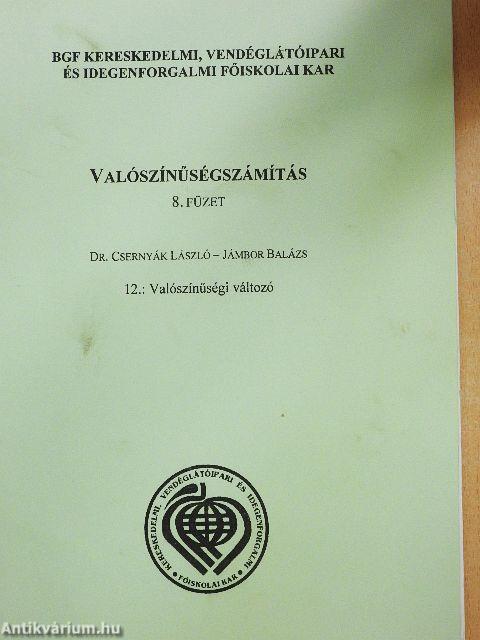 BGF KERESKEDELMI, VENDÉGLÁTÓIPARI
ÉS IDEGENFORGALMI FŐISKOLAI KAR
VALÓSZÍNŰSÉGSZÁMÍTÁS
8. FÜZET
DR. CSERNYÁK LÁSZLÓ – JÁMBOR BALÁZS
12.: Valószínűségi változó
KERESKEDELMI, VENDÉGLÁTÓIPARI ÉS IDEGENFORGALMI
• FŐISKOLAI KAR •
Antikvárium.hu